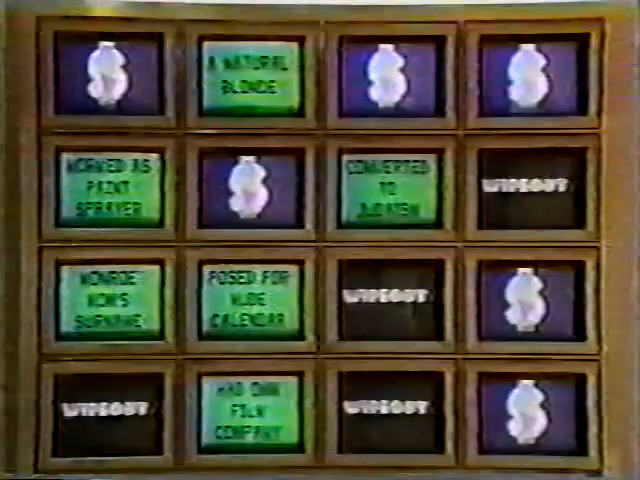 A NATURAL
BLONDE
WORKED AS
PAINT
SPRAYER
CONVERTED
TO
JUDAISM
WIPEOUT
MONROE
MOM'S
SURNAME
POSED FOR
NUDE
CALENDAR
WIPEOUT
WIPEOUT
HAD OWN
FILM
COMPANY
WIPEOUT